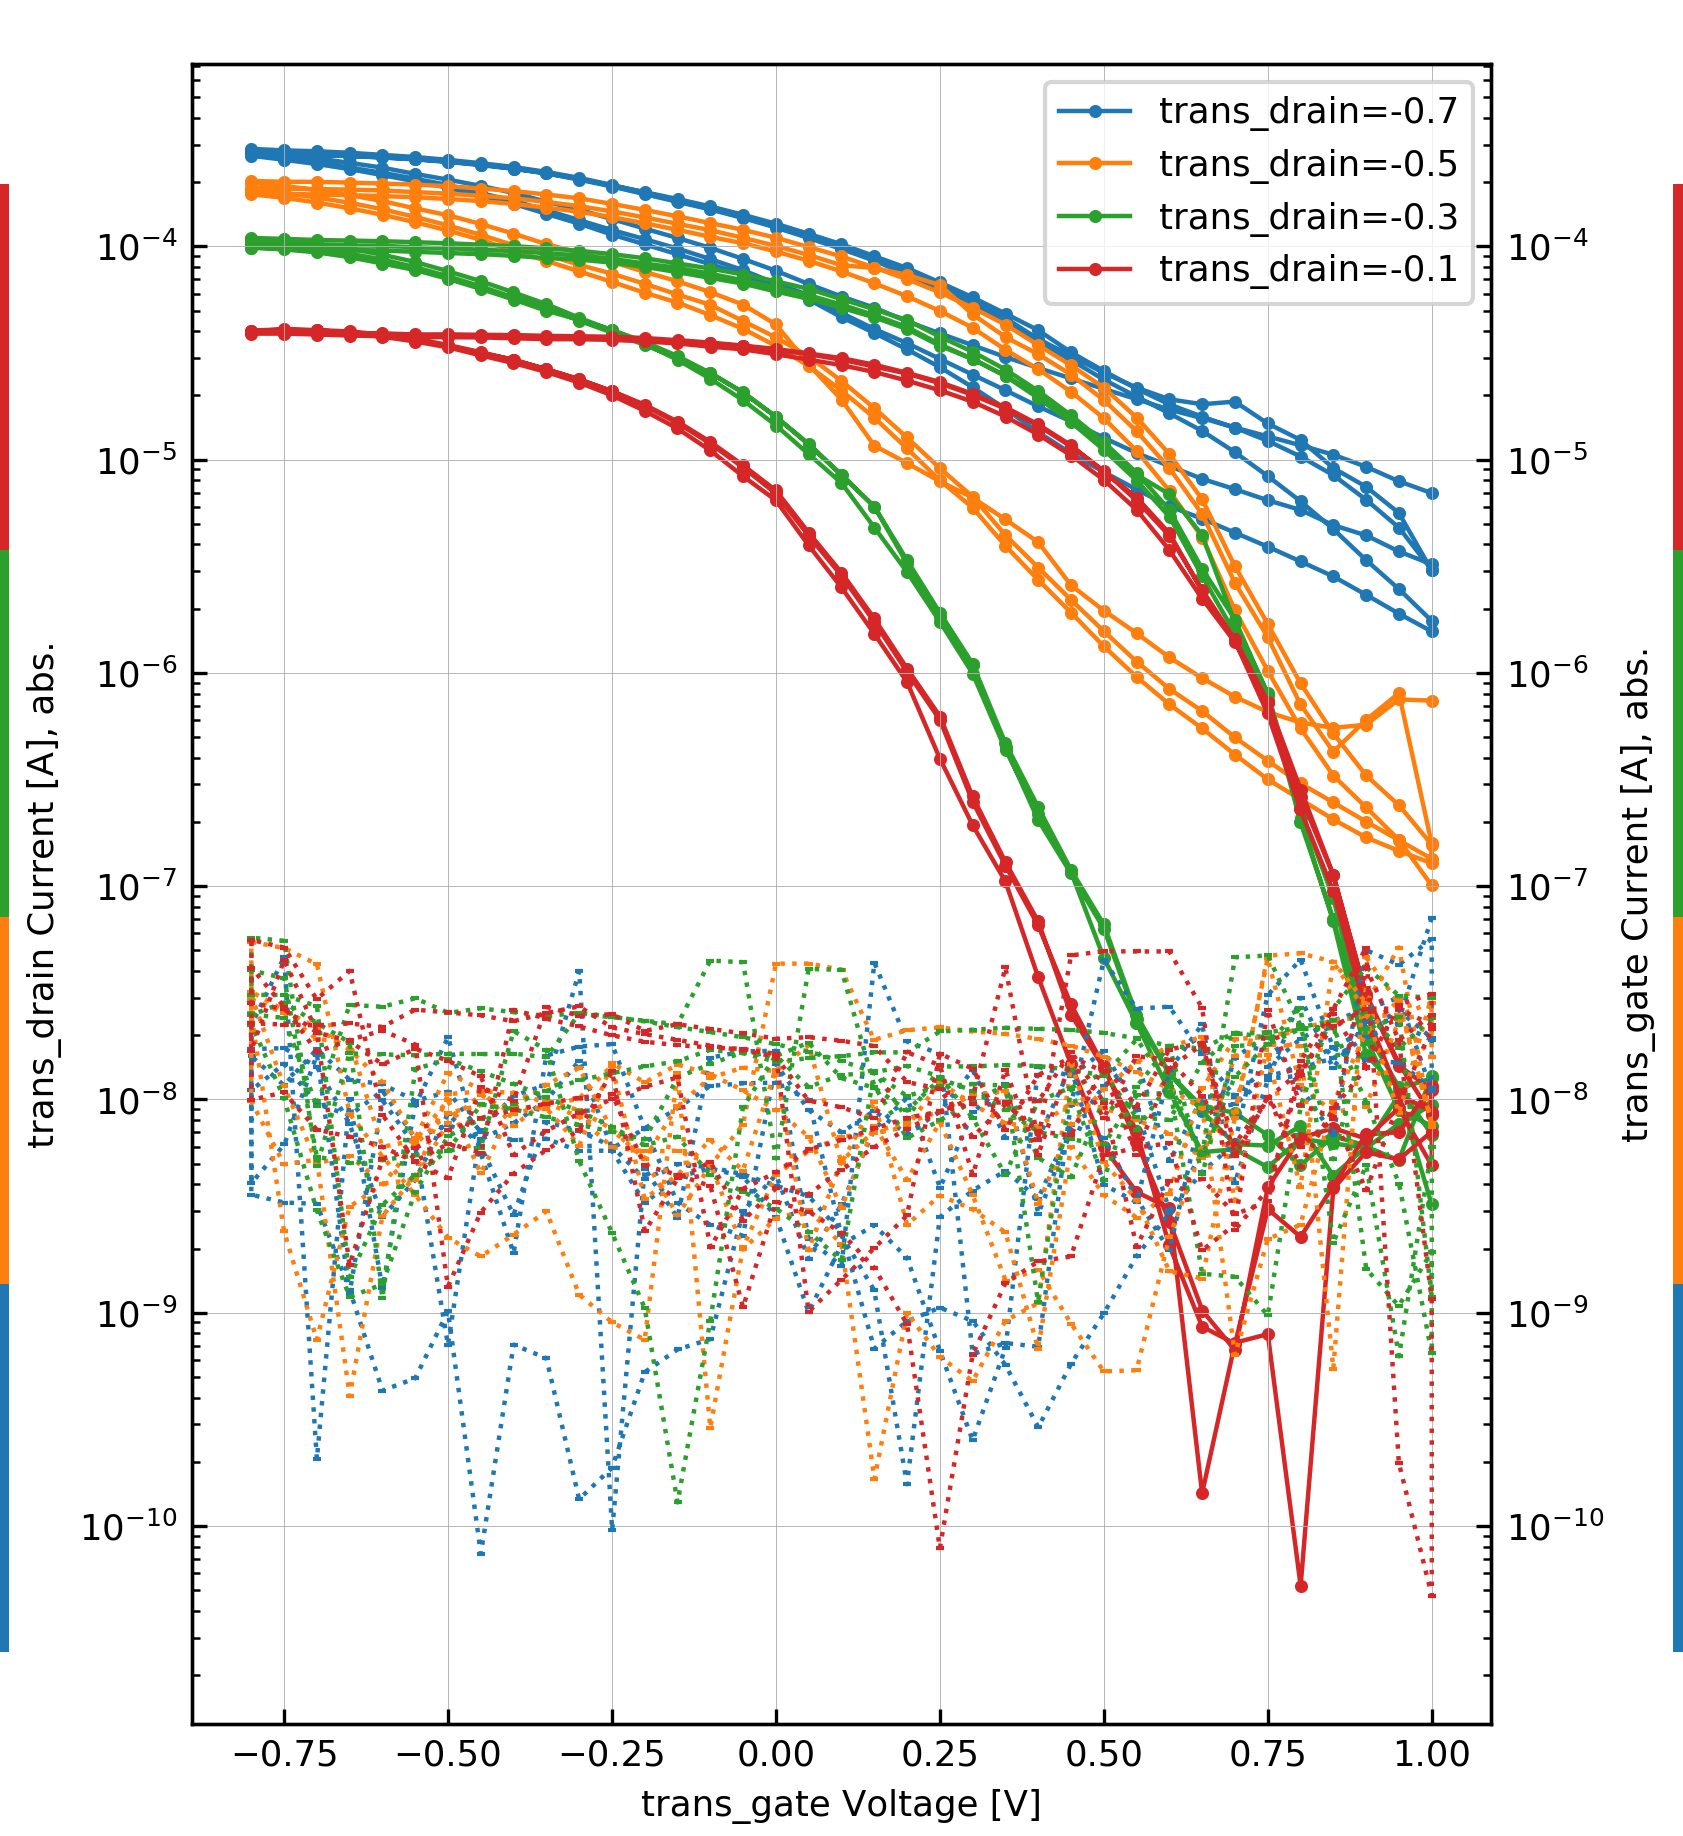 trans_drain=-0.7
trans_drain=-0.5
trans_drain=-0.3
trans_drain=-0.1
10⁻⁴
10⁻⁵
10⁻⁶
10⁻⁷
10⁻⁸
10⁻⁹
10⁻¹⁰
trans_drain Current [A], abs.
10⁻⁴
10⁻⁵
10⁻⁶
10⁻⁷
10⁻⁸
10⁻⁹
10⁻¹⁰
trans_gate Current [A], abs.
−0.75 −0.50 −0.25 0.00 0.25 0.50 0.75 1.00
trans_gate Voltage [V]